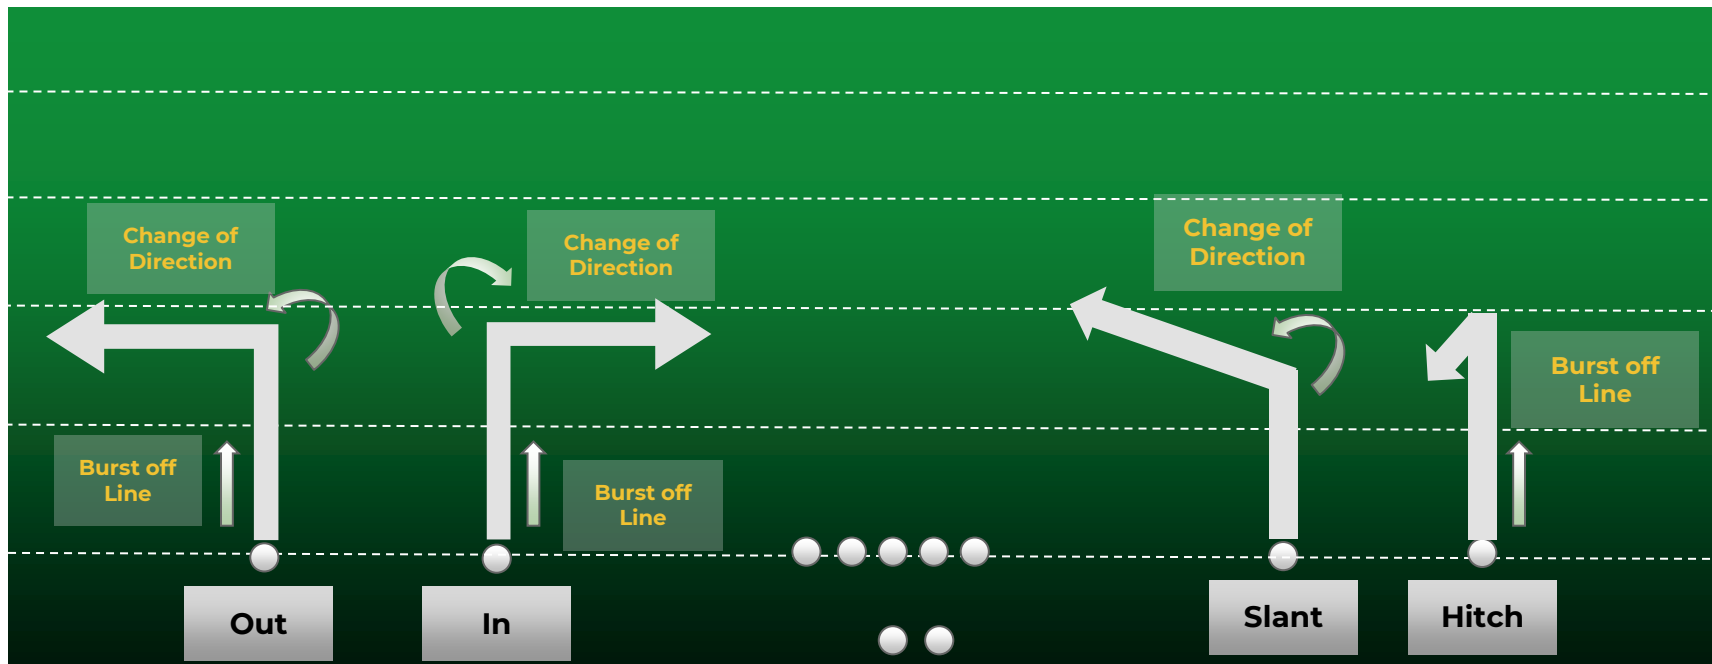 Change of
Direction
Change of
Direction
Change of
Direction
Burst off
Line
Burst off
Line
Burst off
Line
Out
In
Slant
Hitch